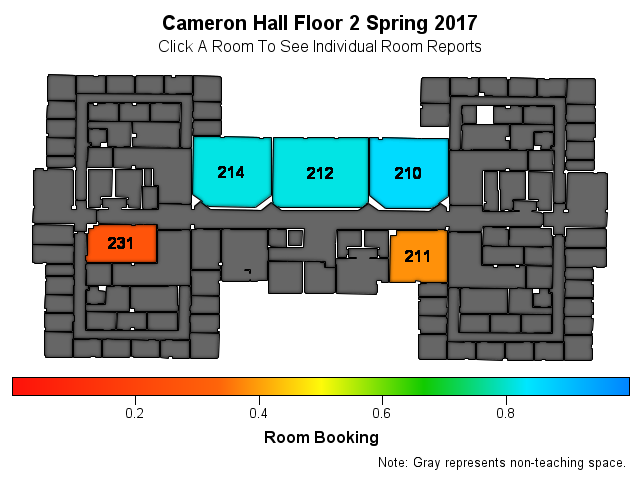 Cameron Hall Floor 2 Spring 2017
Click A Room To See Individual Room Reports
214
212
210
231
211
0.2
0.4
0.6
0.8
Room Booking
Note: Gray represents non-teaching space.